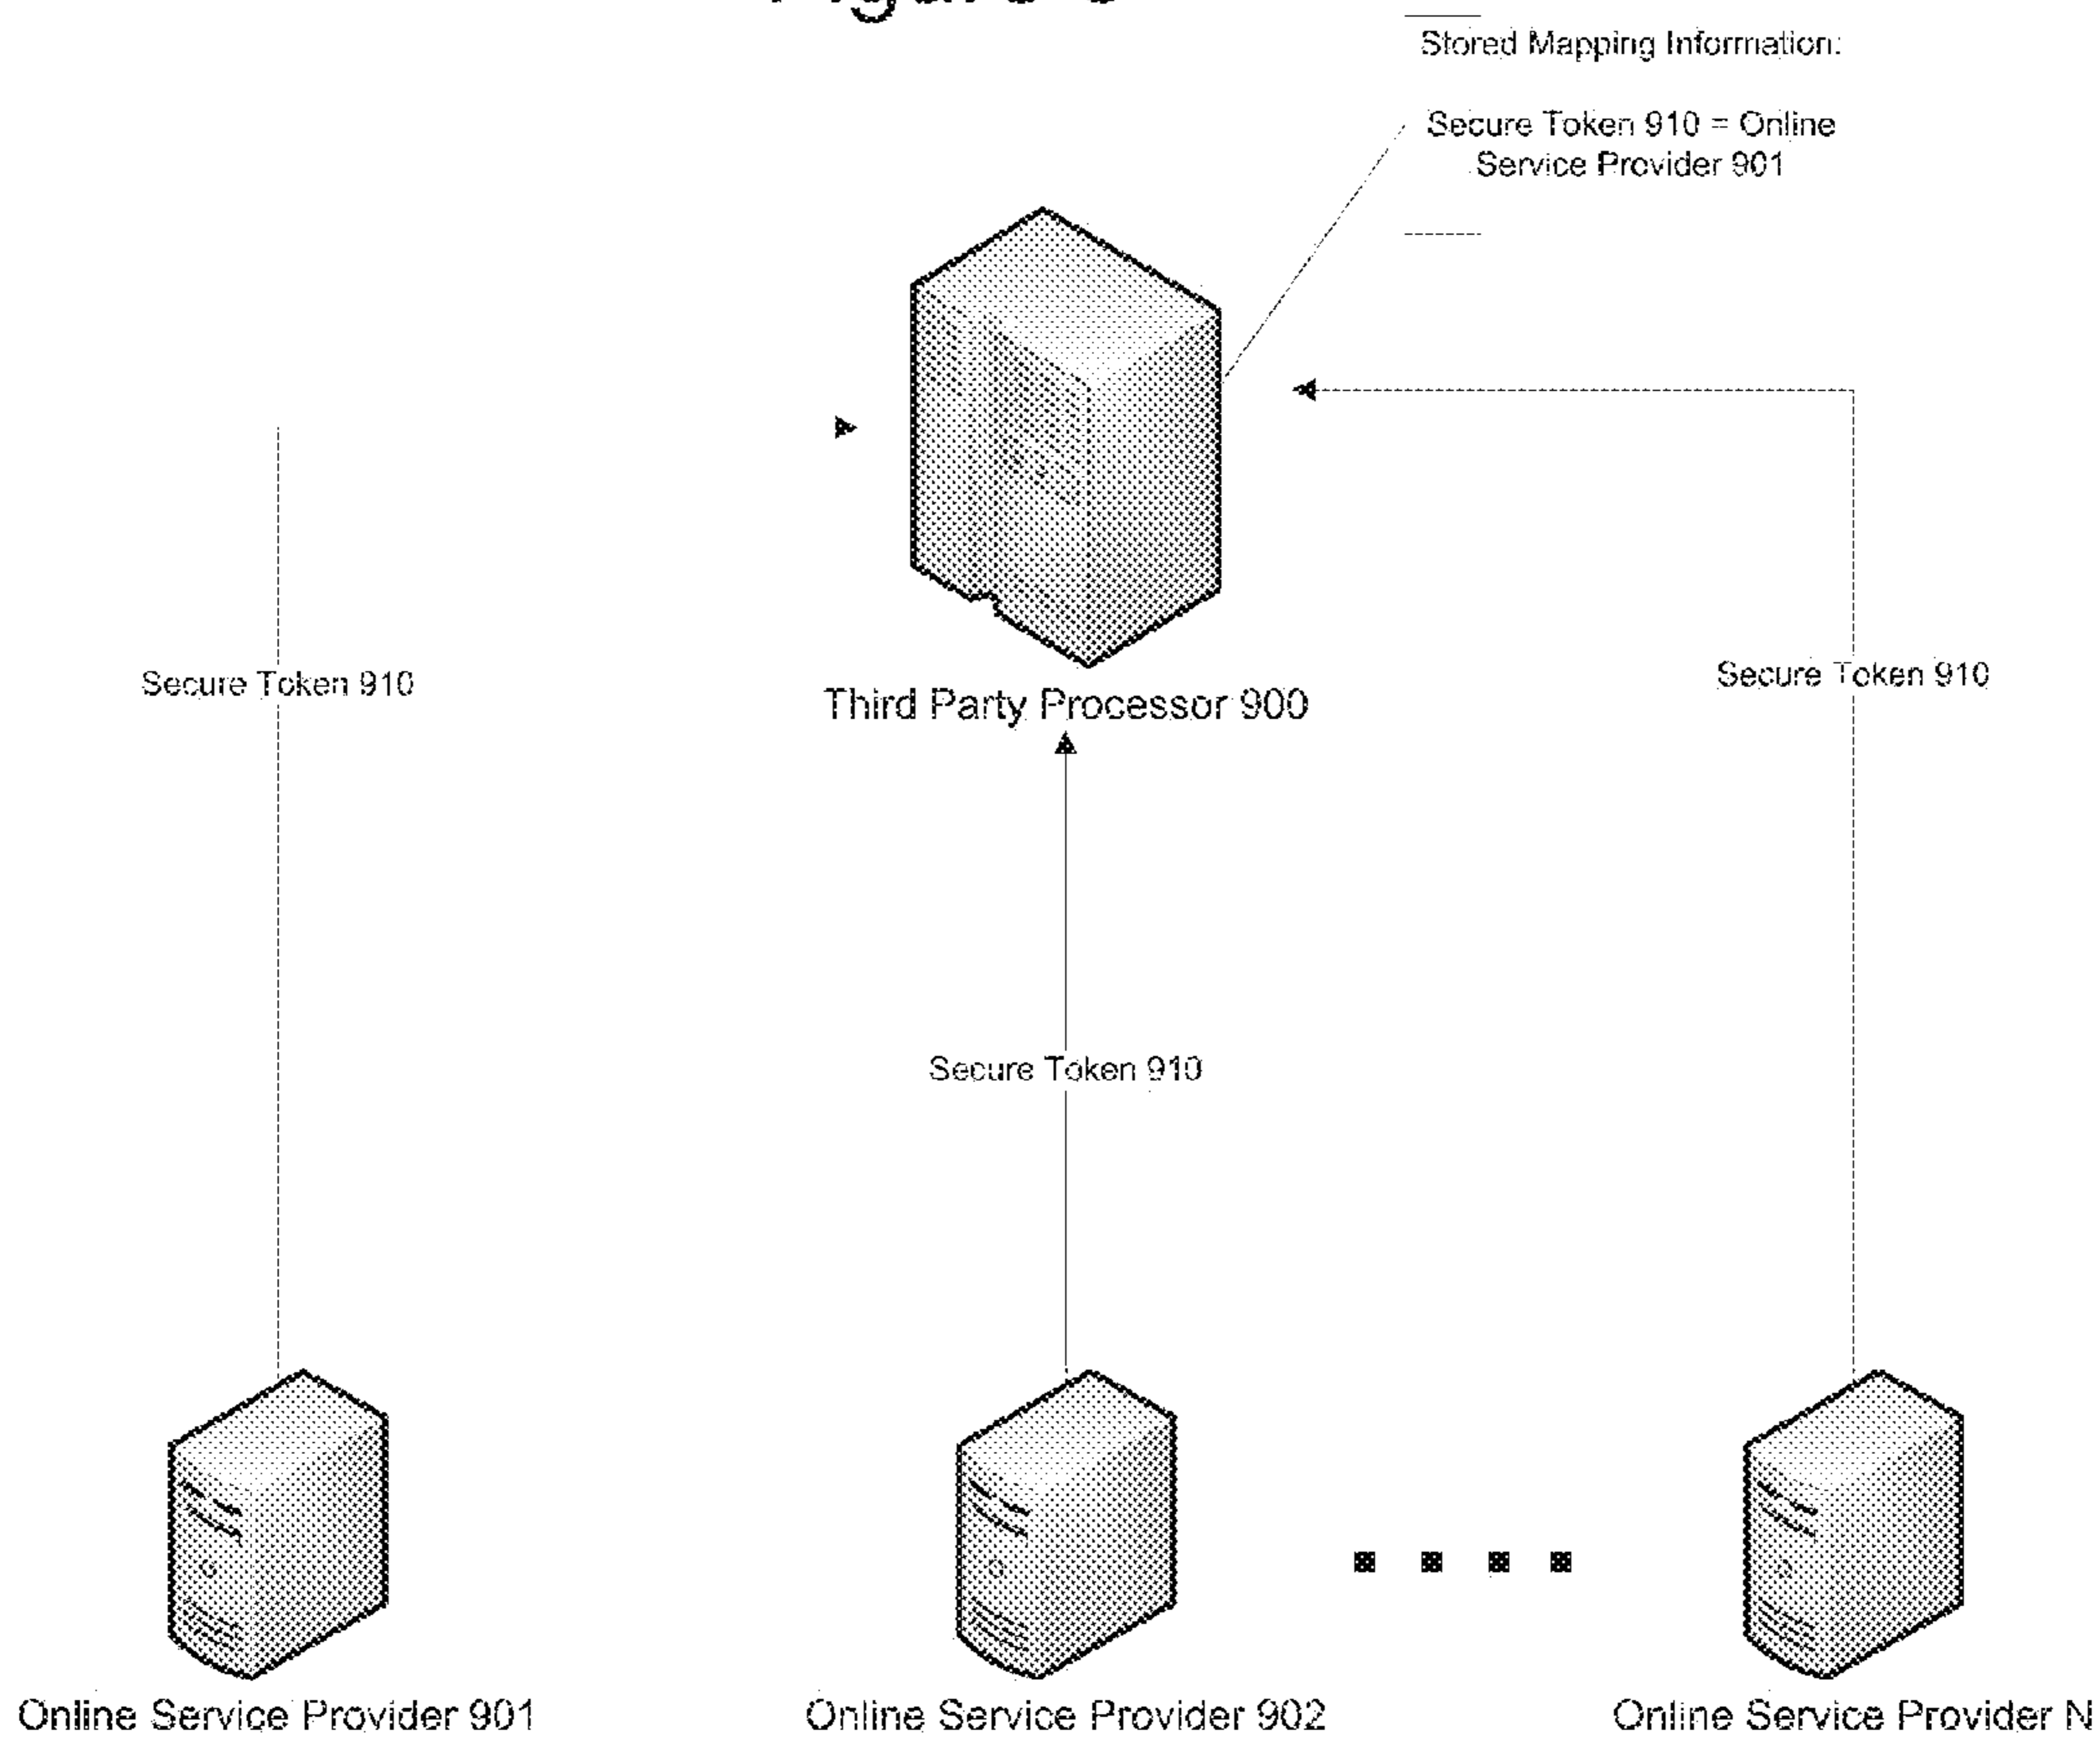 Stored Mapping Information:
Secure Token 910 = Online
Service Provider 901
Secure Token 910
Secure Token 910
Third Party Processor 900
Secure Token 910
Online Service Provider 901
Online Service Provider 902
Online Service Provider N